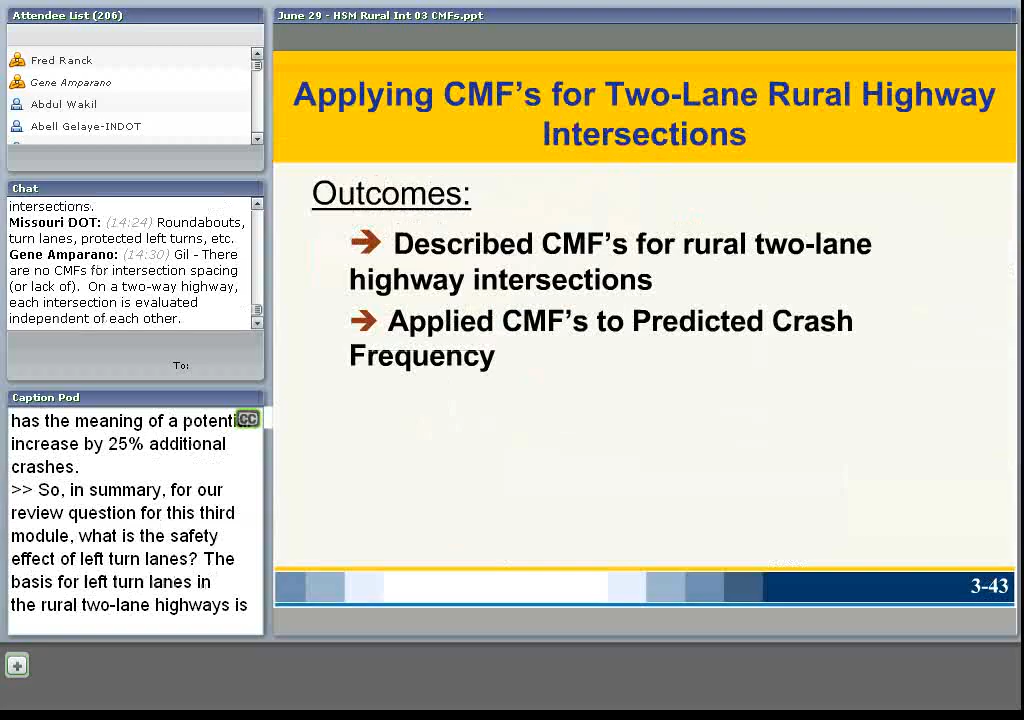 Attendee List (206)
Fred Ranck
Gene Amparano
Abdul Wakil
Abell Gelaye-INDOT
Chat
intersections.
Missouri DOT: (14:24) Roundabouts,
turn lanes, protected left turns, etc.
Gene Amparano: (14:30) Gil - There
are no CMFs for intersection spacing
(or lack of). On a two-way highway,
each intersection is evaluated
independent of each other.
To:
Caption Pod
has the meaning of a potenti
CC
increase by 25% additional
crashes.
>> So, in summary, for our
review question for this third
module, what is the safety
effect of left turn lanes? The
basis for left turn lanes in
the rural two-lane highways is
June 29 - HSM Rural Int 03 CMFs.ppt
Applying CMF's for Two-Lane Rural Highway
Intersections
Outcomes:
➔ Described CMF's for rural two-lane
highway intersections
➔ Applied CMF's to Predicted Crash
Frequency
3-43